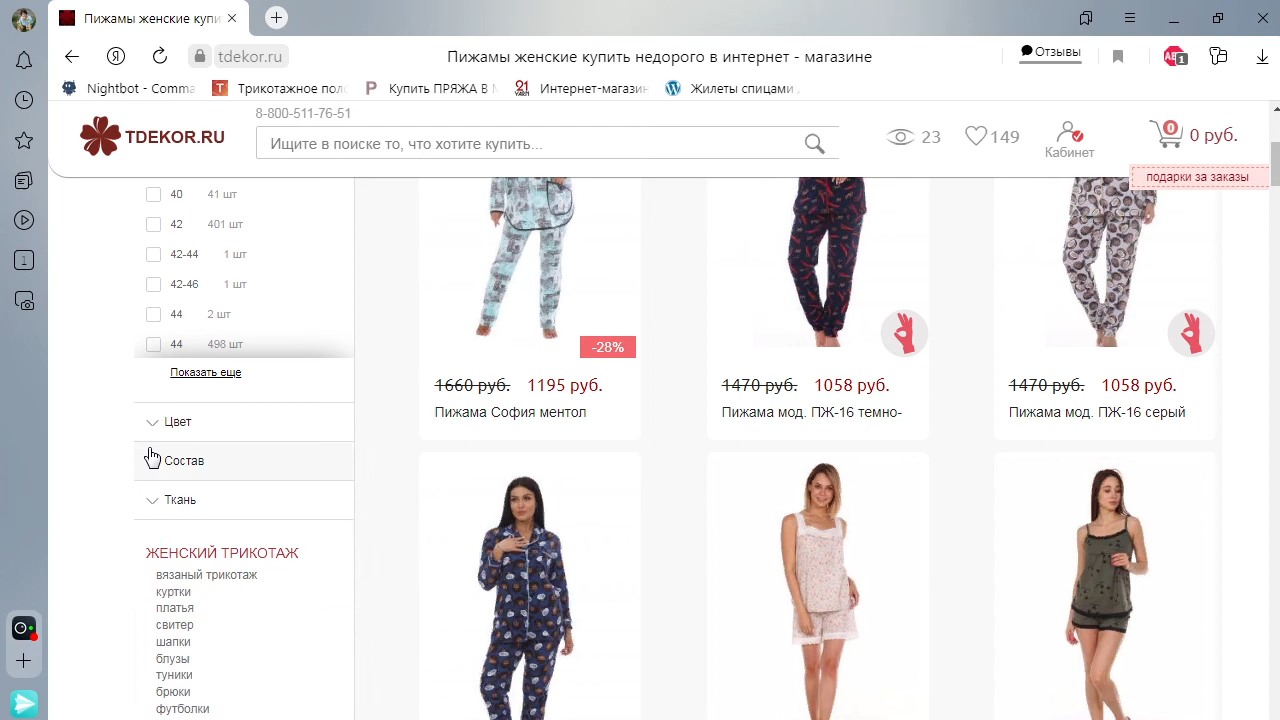 Пижамы женские купи
tdekor.ru
Пижамы женские купить недорого в интернет - магазине
Отзывы
1
Nightbot - Comma
Трикотажное пол
Купить ПРЯЖА В
Интернет-магазин
Жилеты спицами
8-800-511-76-51
TDEKOR.RU
Ищите в поиске то, что хотите купить...
23
149
Кабинет
0
0 руб.
подарки за заказы
40 41 шт
42 401 шт
42-44 1 шт
42-46 1 шт
44 2 шт
44 498 шт
Показать еще
Цвет
Состав
Ткань
ЖЕНСКИЙ ТРИКОТАЖ
вязаный трикотаж
куртки
платья
свитер
шапки
блузы
туники
брюки
футболки
-28%
1660 руб. 1195 руб.
Пижама София ментол
1470 руб. 1058 руб.
Пижама мод. ПЖ-16 темно-
1470 руб. 1058 руб.
Пижама мод. ПЖ-16 серый